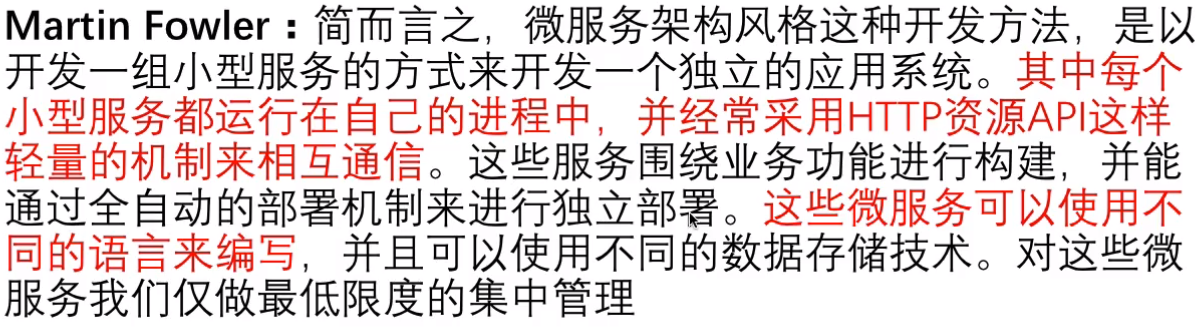 Martin Fowler：简而言之，微服务架构风格这种开发方法，是以
开发一组小型服务的方式来开发一个独立的应用系统。其中每个
小型服务都运行在自己的进程中，并经常采用HTTP资源API这样
轻量的机制来相互通信。这些服务围绕业务功能进行构建，并能
通过全自动的部署机制来进行独立部署。这些微服务可以使用不
同的语言来编写，并且可以使用不同的数据存储技术。对这些微
服务我们仅做最低限度的集中管理